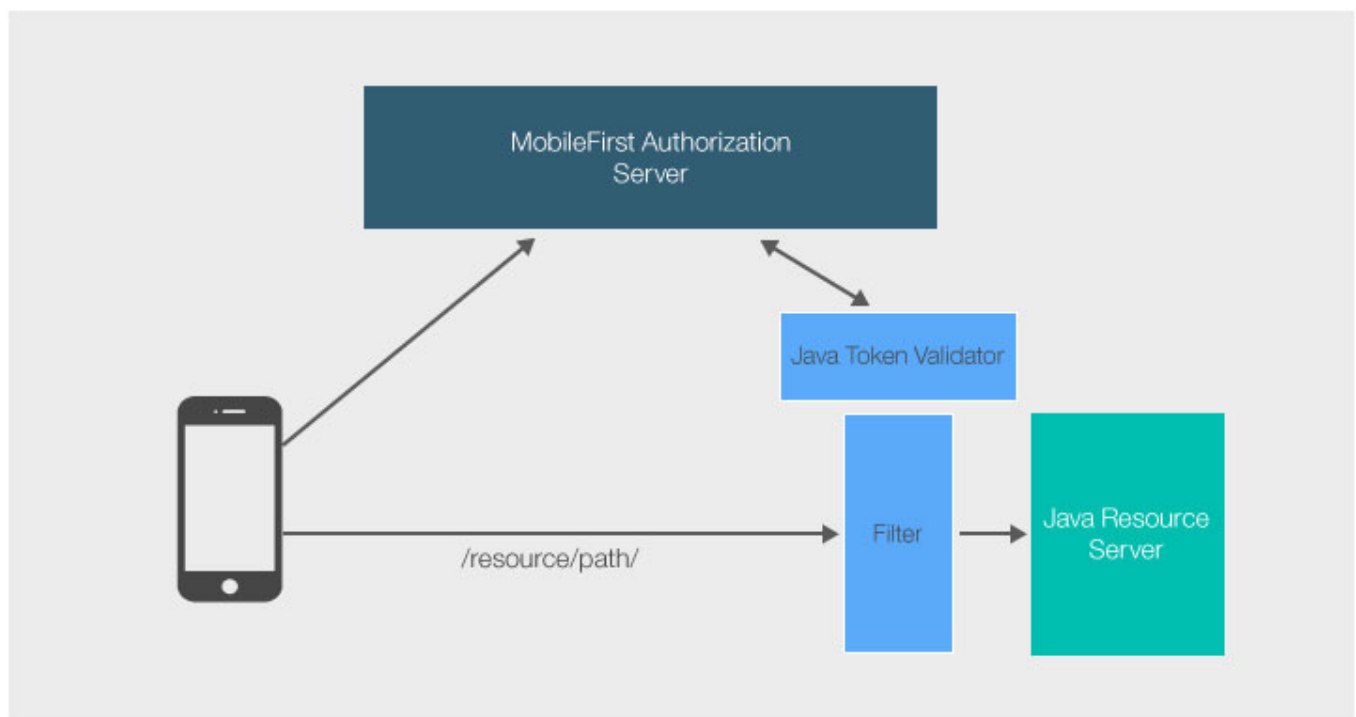 MobileFirst Authorization
Server
Java Token Validator
Java Resource
Server
Filter
/resource/path/